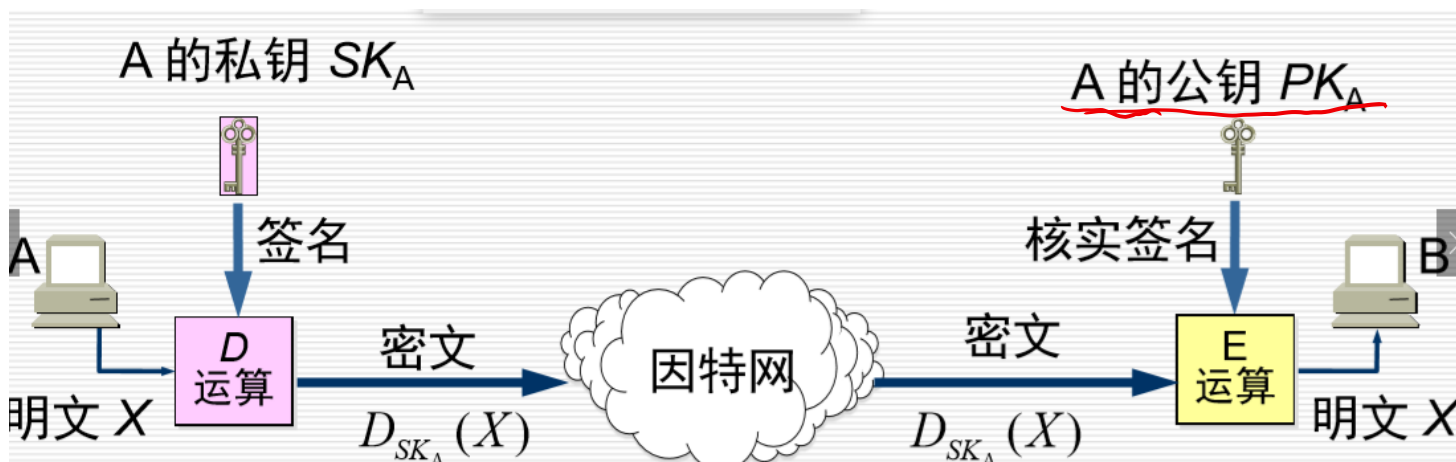 A 的私钥 SKA
A 的公钥 PKA
签名
核实签名
A
B
D
运算
密文
因特网
密文
E
运算
明文 X
DSKA (X)
DSKA (X)
明文 X